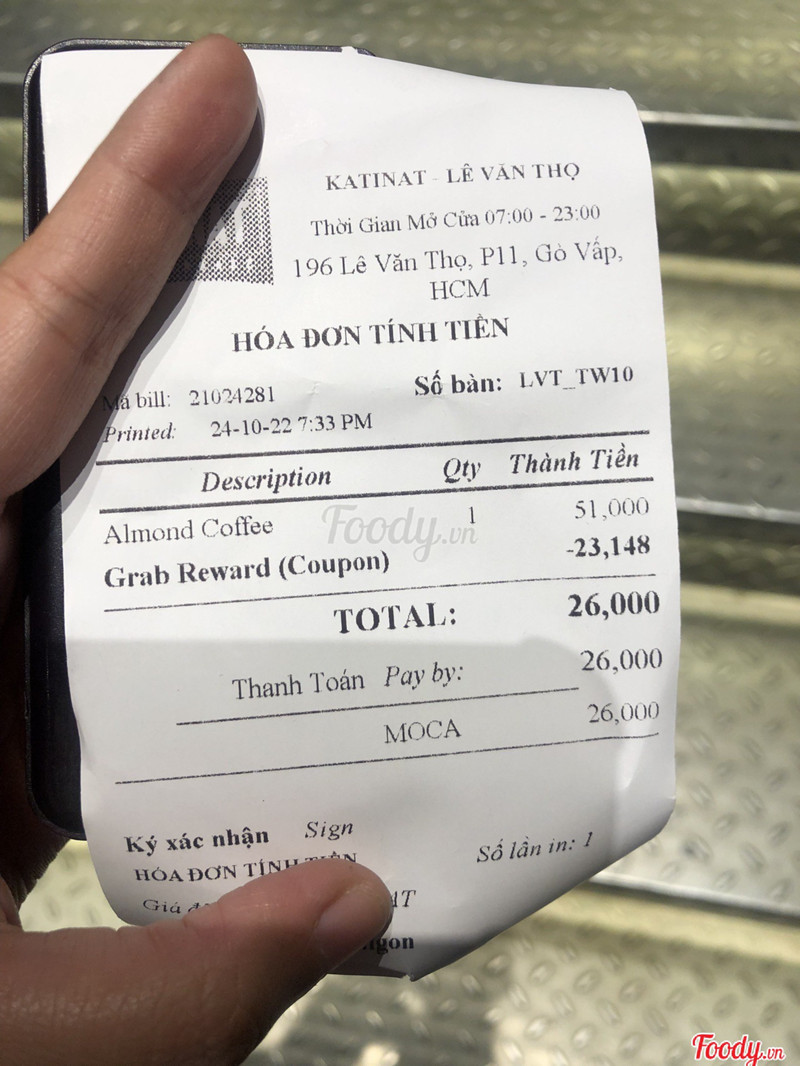 KATINAT - LÊ VĂN THỌ
Thời Gian Mở Cửa 07:00 - 23:00
196 Lê Văn Thọ, P11, Gò Vấp,
HCM
HÓA ĐƠN TÍNH TIỀN
Mã bill: 21024281 Số bàn: LVT_TW10
Printed: 24-10-22 7:33 PM
Description Qty Thành Tiền
Almond Coffee 1 51,000
Grab Reward (Coupon) -23,148
TOTAL: 26,000
Thanh Toán Pay by: 26,000
MOCA 26,000
Ký xác nhận Sign
HÓA ĐƠN TÍNH TIỀN Số lần in: 1
Giá
Foody.vn
Foody.vn